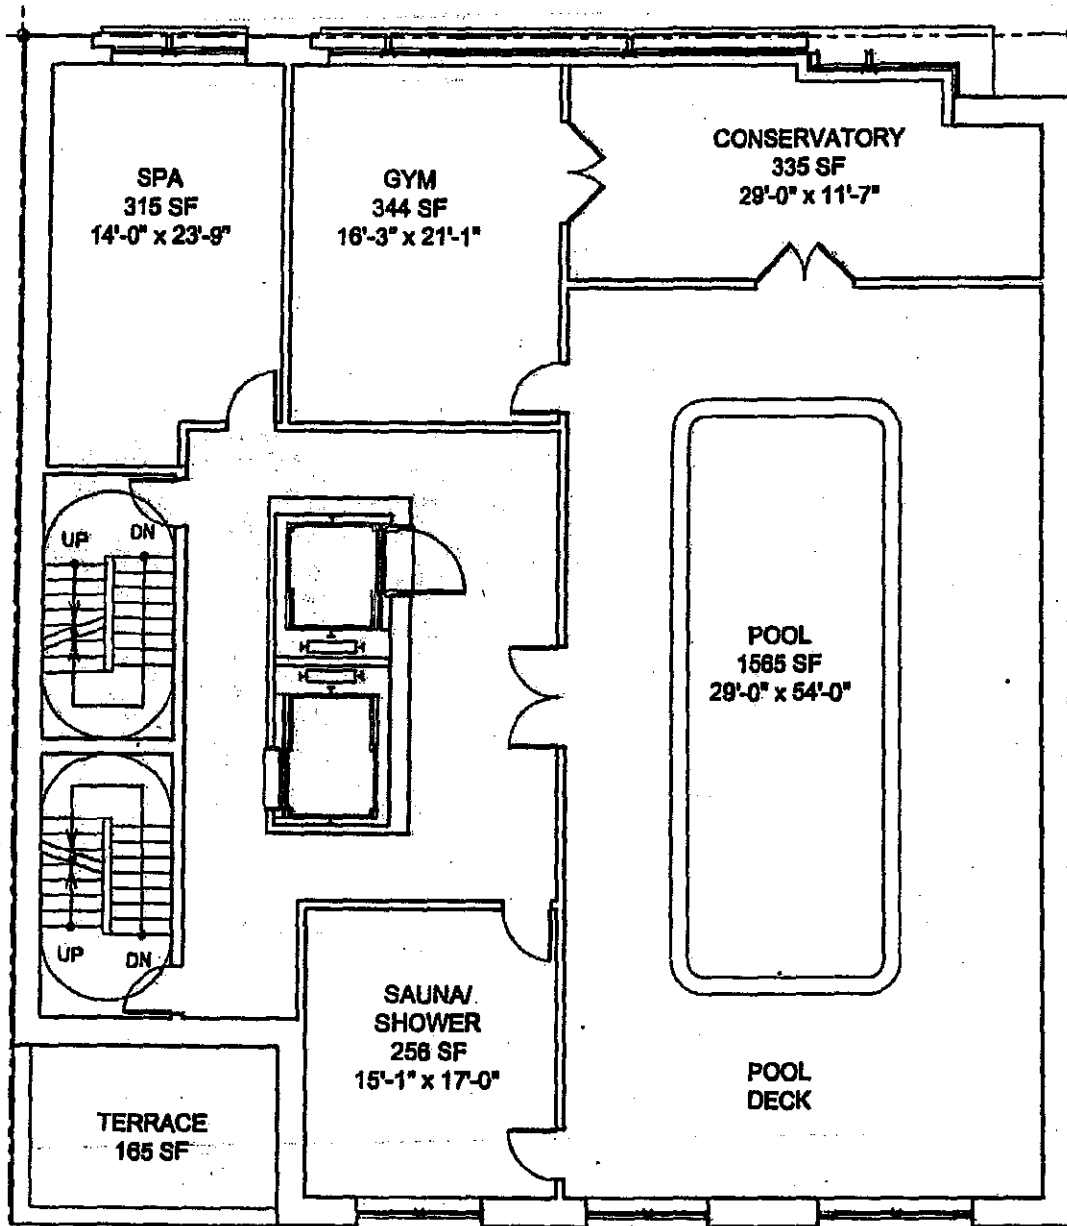 SPA
315 SF
14'-0" x 23'-9"
GYM
344 SF
16'-3" x 21'-1"
CONSERVATORY
335 SF
29'-0" x 11'-7"
UP
DN
POOL
1565 SF
29'-0" x 54'-0"
UP
DN
SAUNA/
SHOWER
256 SF
15'-1" x 17'-0"
POOL
DECK
TERRACE
165 SF